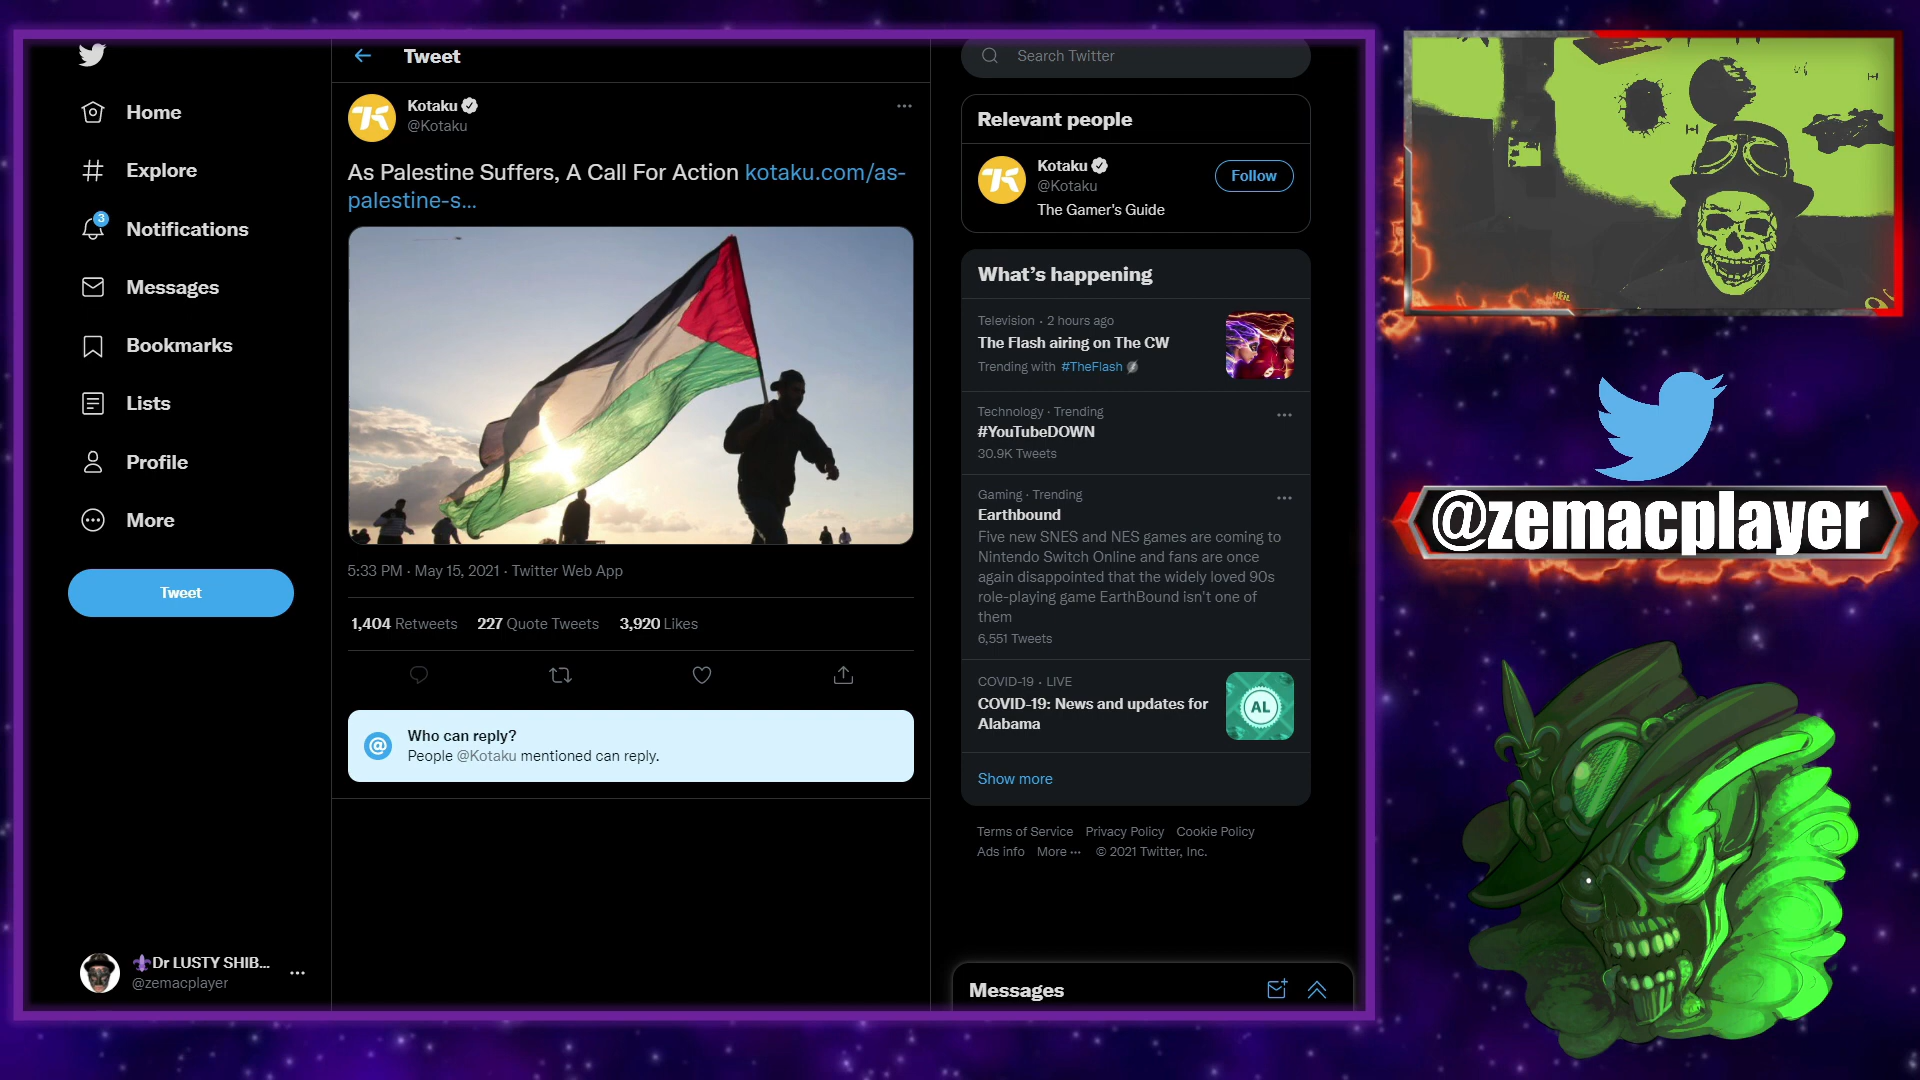 Home
Explore
3
Notifications
Messages
Bookmarks
Lists
Profile
More
Tweet
Dr LUSTY SHIB...
@zemacplayer
Tweet
Kotaku
@Kotaku
As Palestine Suffers, A Call For Action kotaku.com/as-
palestine-s...
5:33 PM · May 15, 2021 · Twitter Web App
1,404 Retweets 227 Quote Tweets 3,920 Likes
Who can reply?
People @Kotaku mentioned can reply.
Search Twitter
Relevant people
Kotaku
@Kotaku
Follow
The Gamer's Guide
What's happening
Television · 2 hours ago
The Flash airing on The CW
Trending with #TheFlash
Technology · Trending
#YouTubeDOWN
30.9K Tweets
Gaming · Trending
Earthbound
Five new SNES and NES games are coming to
Nintendo Switch Online and fans are once
again disappointed that the widely loved 90s
role-playing game EarthBound isn't one of
them
6,551 Tweets
COVID-19 · LIVE
COVID-19: News and updates for
Alabama
AL
Show more
Terms of Service Privacy Policy Cookie Policy
Ads info More ··· © 2021 Twitter, Inc.
Messages
@zemacplayer